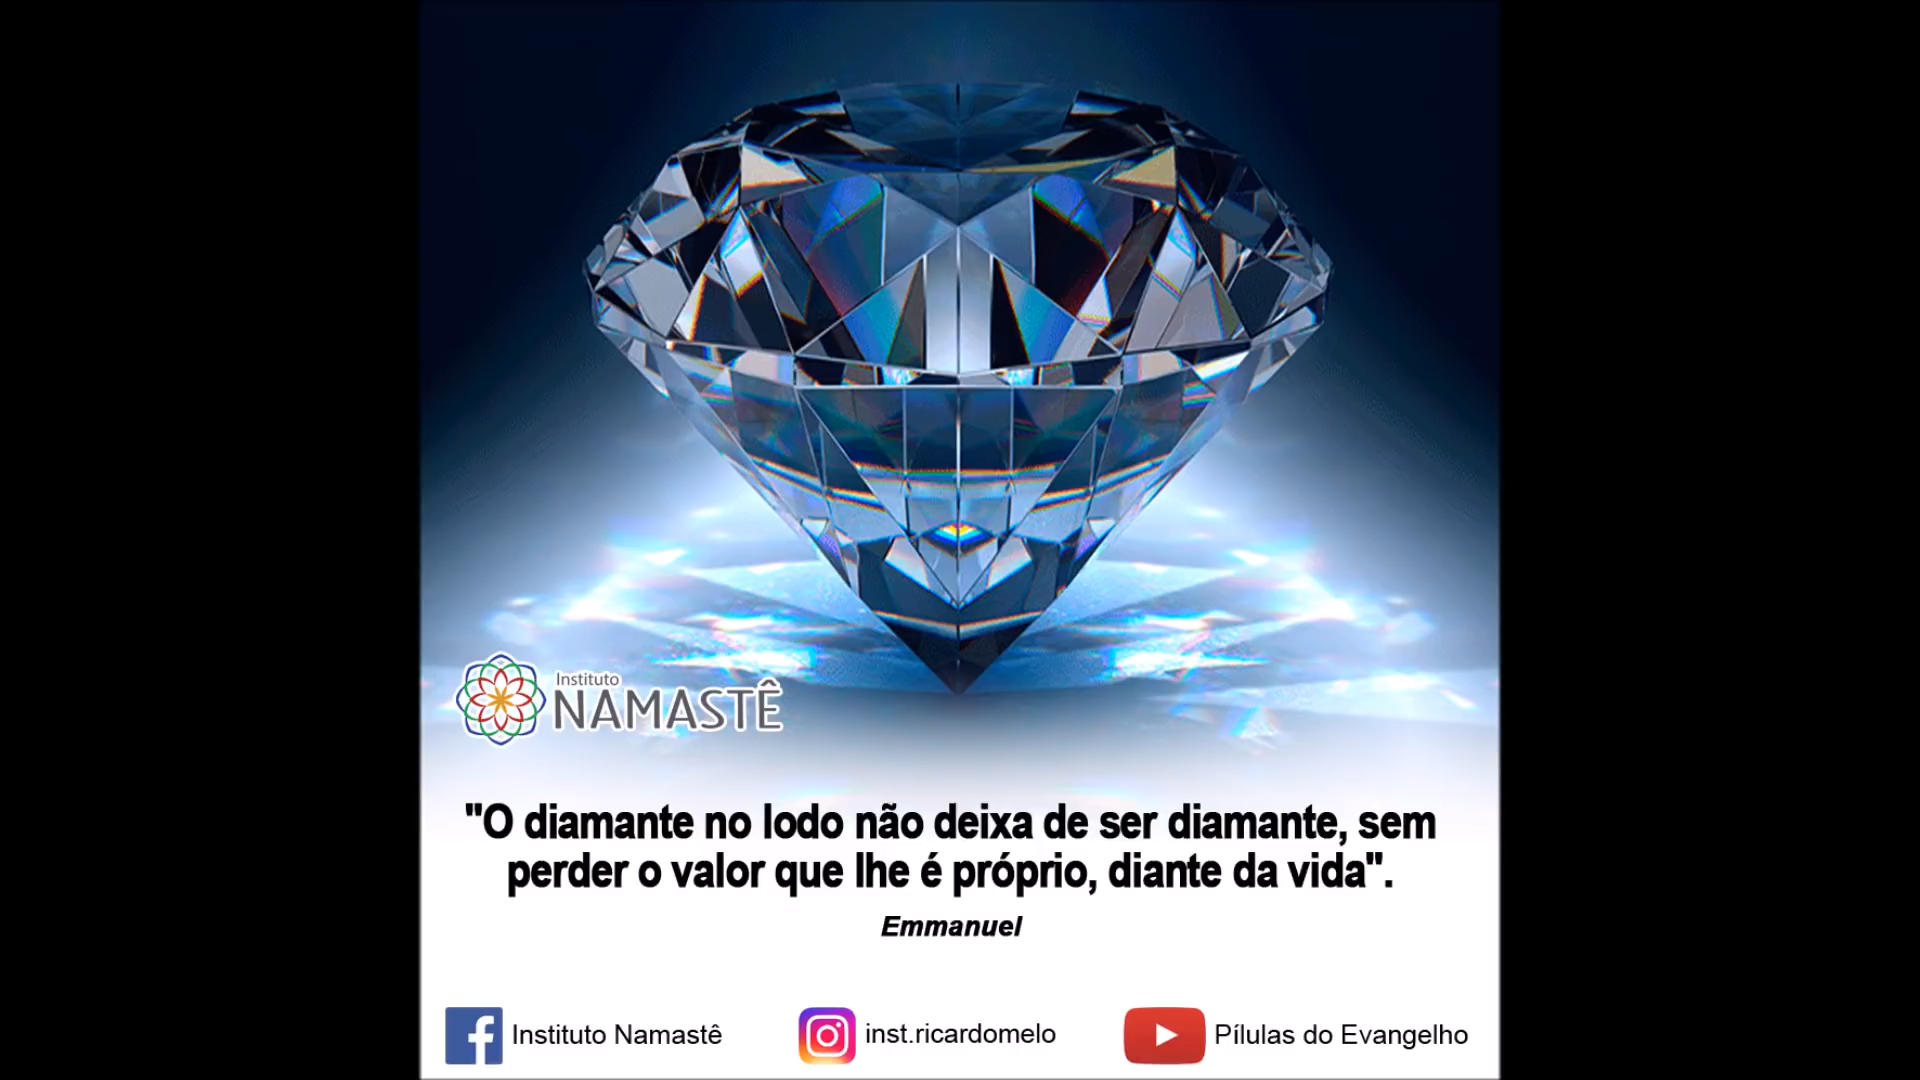 Instituto
NAMASTÊ
"O diamante no lodo não deixa de ser diamante, sem
perder o valor que lhe é próprio, diante da vida".
Emmanuel
Instituto Namastê
inst.ricardomelo
Pílulas do Evangelho